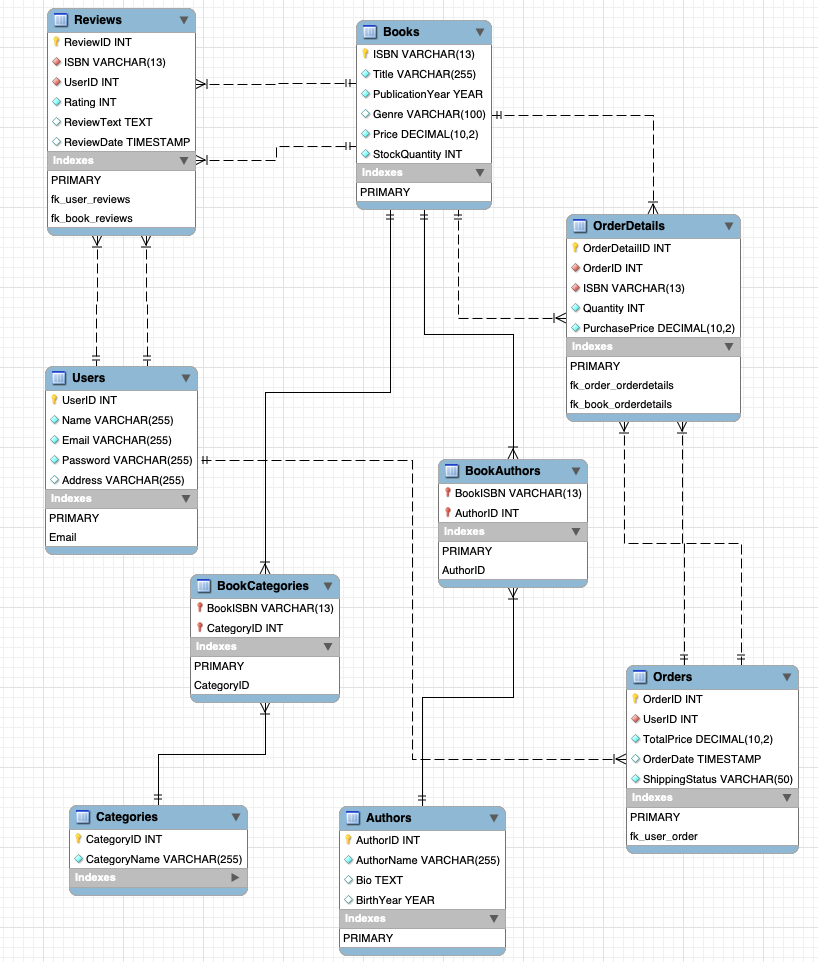 Reviews
ReviewID INT
ISBN VARCHAR(13)
UserID INT
Rating INT
ReviewText TEXT
ReviewDate TIMESTAMP
Indexes
PRIMARY
fk_user_reviews
fk_book_reviews
Books
ISBN VARCHAR(13)
Title VARCHAR(255)
PublicationYear YEAR
Genre VARCHAR(100)
Price DECIMAL(10,2)
StockQuantity INT
Indexes
PRIMARY
OrderDetails
OrderDetailID INT
OrderID INT
ISBN VARCHAR(13)
Quantity INT
PurchasePrice DECIMAL(10,2)
Indexes
PRIMARY
fk_order_orderdetails
fk_book_orderdetails
Users
UserID INT
Name VARCHAR(255)
Email VARCHAR(255)
Password VARCHAR(255)
Address VARCHAR(255)
Indexes
PRIMARY
Email
BookAuthors
BookISBN VARCHAR(13)
AuthorID INT
Indexes
PRIMARY
AuthorID
BookCategories
BookISBN VARCHAR(13)
CategoryID INT
Indexes
PRIMARY
CategoryID
Orders
OrderID INT
UserID INT
TotalPrice DECIMAL(10,2)
OrderDate TIMESTAMP
ShippingStatus VARCHAR(50)
Indexes
PRIMARY
fk_user_order
Categories
CategoryID INT
CategoryName VARCHAR(255)
Indexes
Authors
AuthorID INT
AuthorName VARCHAR(255)
Bio TEXT
BirthYear YEAR
Indexes
PRIMARY